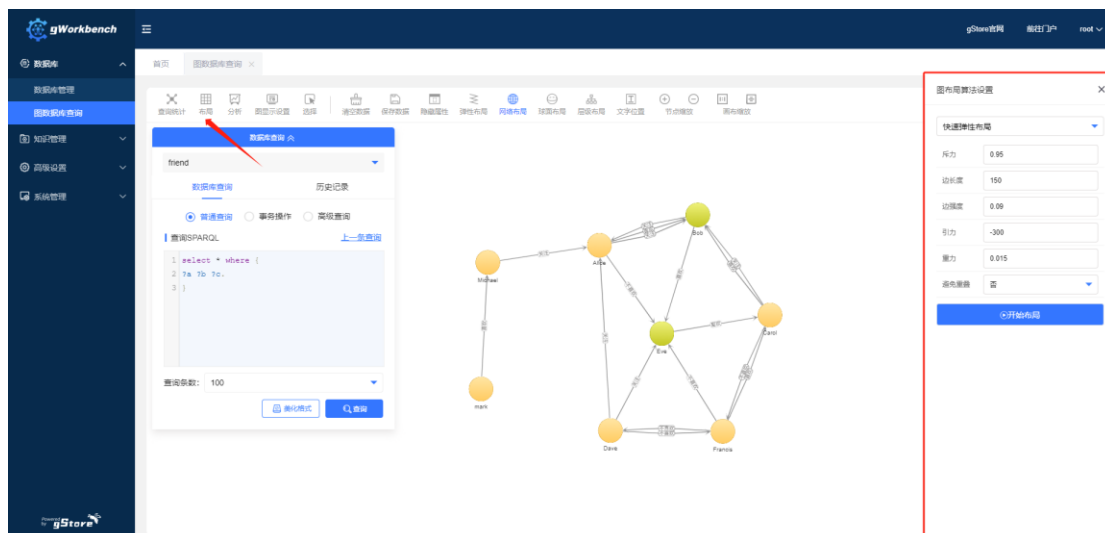 gWorkbench
gStore官网 前往门户 root
数据库
首页 图数据库查询 ×
数据库管理
图数据库查询
知识管理
高级设置
系统管理
查询统计 布局 分析 图显示设置 选择 清空数据 保存数据 隐藏属性 弹性布局 网络布局 球面布局 层级布局 文字位置 节点缩放 画布缩放
数据库查询
friend
数据库查询 历史记录
普通查询 事务操作 高级查询
查询SPARQL 上一条查询
1 select * where {
2 ?a ?b ?c.
3 }
查询条数: 100
美化格式 查询
Bob
Alice
Michael
Carol
Eve
mark
Dave
Francis
图布局算法设置 ×
快速弹性布局
斥力 0.95
边长度 150
边强度 0.09
引力 -300
重力 0.015
避免重叠 否
开始布局
Powered by gStore